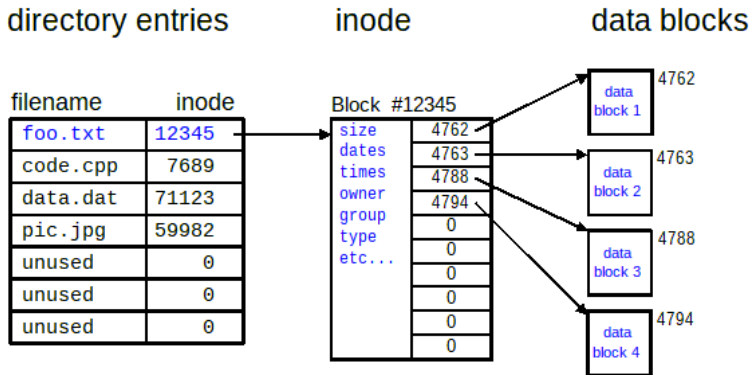 directory entries inode data blocks
filename inode
foo.txt 12345
code.cpp 7689
data.dat 71123
pic.jpg 59982
unused 0
unused 0
unused 0
Block #12345
size 4762
dates 4763
times 4788
owner 4794
group 0
type 0
etc... 0
0
0
0
data
block 1
4762
data
block 2
4763
data
block 3
4788
data
block 4
4794